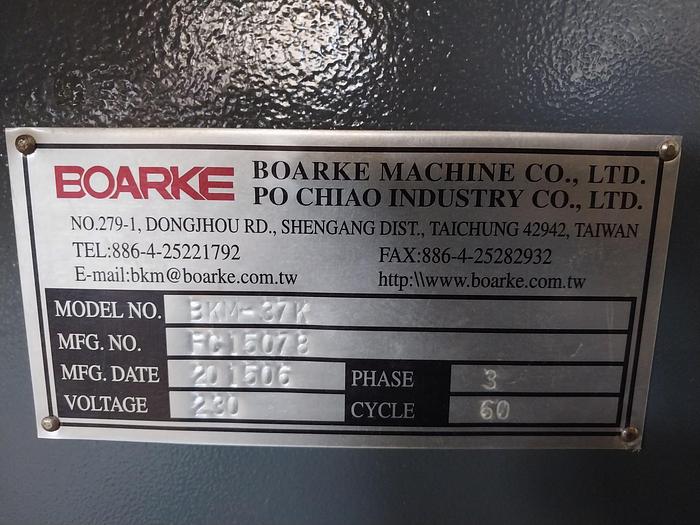 BOARKE BOARKE MACHINE CO., LTD.
PO CHIAO INDUSTRY CO., LTD.
NO.279-1, DONGJHOU RD., SHENGANG DIST., TAICHUNG 42942, TAIWAN
TEL:886-4-25221792 FAX:886-4-25282932
E-mail:bkm@boarke.com.tw http:\\www.boarke.com.tw
MODEL NO. BKM-37K
MFG. NO. FC15078
MFG. DATE 201506 PHASE 3
VOLTAGE 230 CYCLE 60